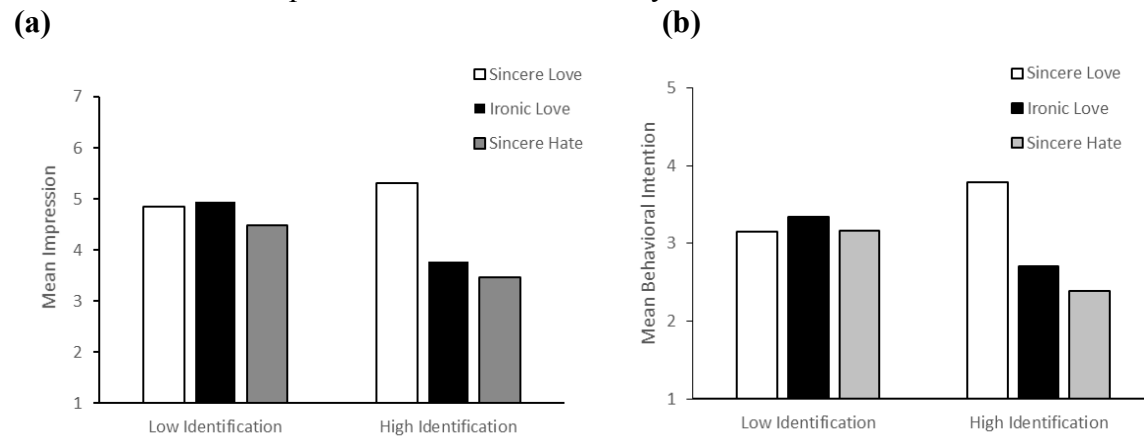 (a)
Sincere Love
Ironic Love
Sincere Hate
7
6
5
4
3
2
1
Mean Impression
Low Identification
High Identification
(b)
Sincere Love
Ironic Love
Sincere Hate
5
4
3
2
1
Mean Behavioral Intention
Low Identification
High Identification